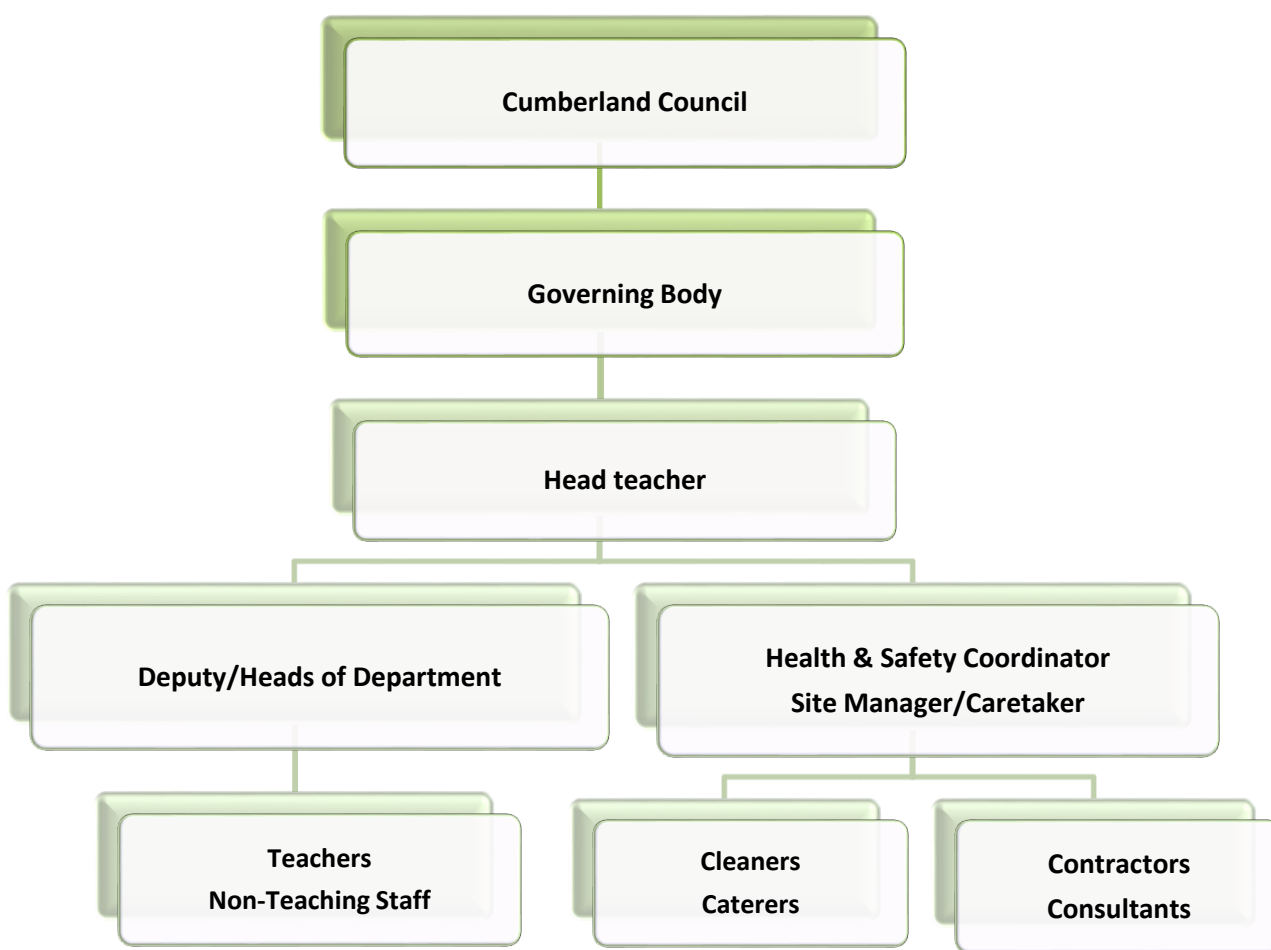 Cumberland Council
Governing Body
Head teacher
Deputy/Heads of Department
Health & Safety Coordinator
Site Manager/Caretaker
Teachers
Non-Teaching Staff
Cleaners
Caterers
Contractors
Consultants